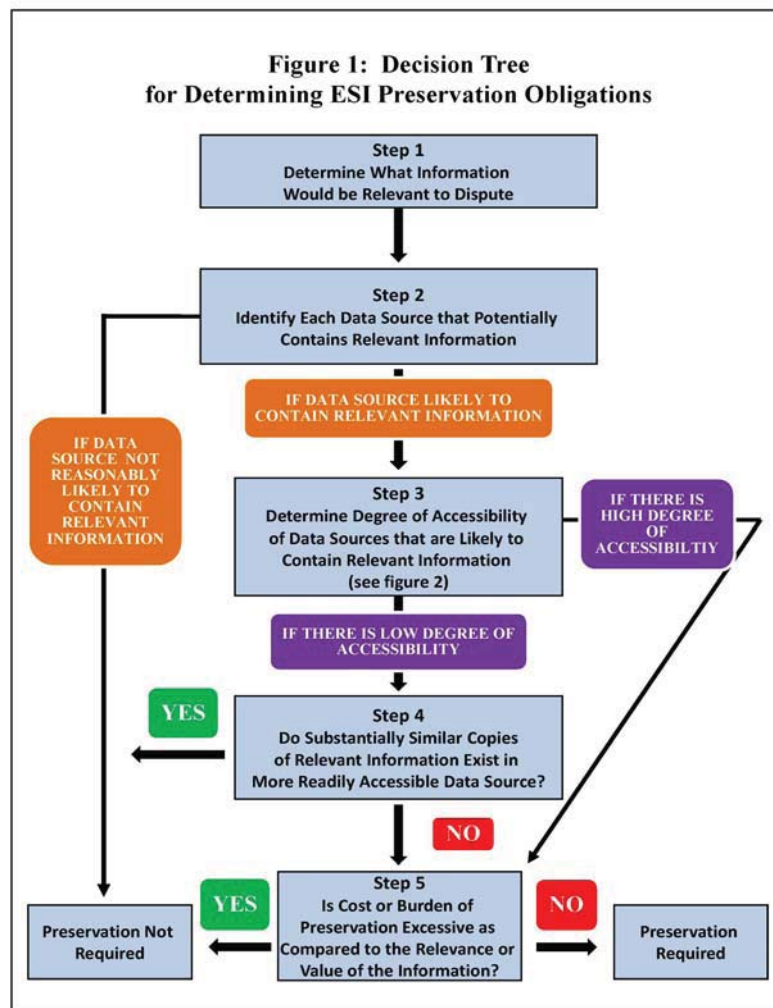 Figure 1: Decision Tree
for Determining ESI Preservation Obligations
Step 1
Determine What Information
Would be Relevant to Dispute
Step 2
Identify Each Data Source that Potentially
Contains Relevant Information
IF DATA SOURCE LIKELY TO
CONTAIN RELEVANT INFORMATION
IF DATA
SOURCE NOT
REASONABLY
LIKELY TO
CONTAIN
RELEVANT
INFORMATION
Step 3
Determine Degree of Accessibility
of Data Sources that are Likely to
Contain Relevant Information
(see figure 2)
IF THERE IS
HIGH DEGREE
OF
ACCESSIBILTIY
IF THERE IS LOW DEGREE OF
ACCESSIBILITY
YES
Step 4
Do Substantially Similar Copies
of Relevant Information Exist in
More Readily Accessible Data Source?
NO
Step 5
Is Cost or Burden of
Preservation Excessive as
Compared to the Relevance or
Value of the Information?
YES
NO
Preservation Not
Required
Preservation
Required